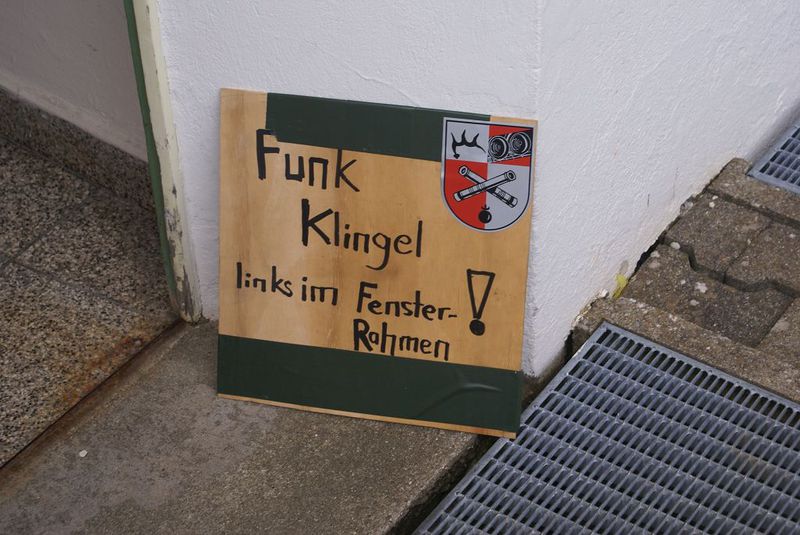 Funk
Klingel
links im Fenster-
Rahmen !